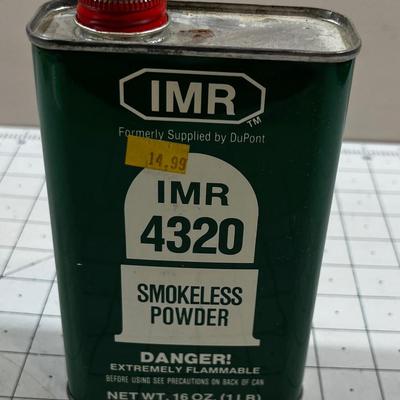 IMR
TM
Formerly Supplied by DuPont
14.99
IMR
4320
SMOKELESS
POWDER
DANGER!
EXTREMELY FLAMMABLE
BEFORE USING SEE PRECAUTIONS ON BACK OF CAN
NET WT. 16 OZ. (1 LB)